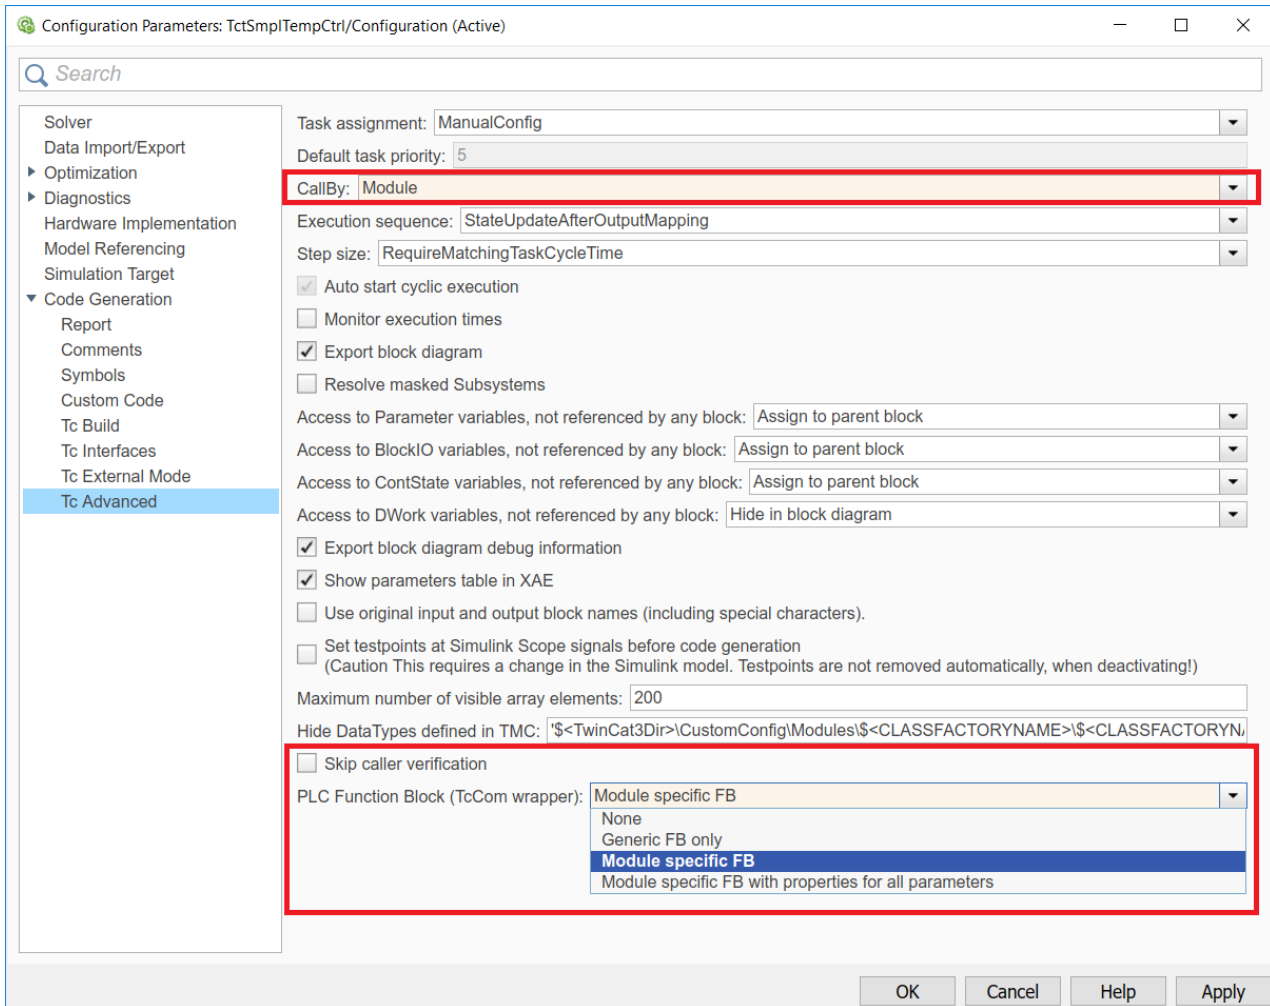 Configuration Parameters: TctSmplTempCtrl/Configuration (Active)
Search
Solver
Data Import/Export
Optimization
Diagnostics
Hardware Implementation
Model Referencing
Simulation Target
Code Generation
Report
Comments
Symbols
Custom Code
Tc Build
Tc Interfaces
Tc External Mode
Tc Advanced
Task assignment: ManualConfig
Default task priority: 5
CallBy: Module
Execution sequence: StateUpdateAfterOutputMapping
Step size: RequireMatchingTaskCycleTime
Auto start cyclic execution
Monitor execution times
Export block diagram
Resolve masked Subsystems
Access to Parameter variables, not referenced by any block: Assign to parent block
Access to BlockIO variables, not referenced by any block: Assign to parent block
Access to ContState variables, not referenced by any block: Assign to parent block
Access to DWork variables, not referenced by any block: Hide in block diagram
Export block diagram debug information
Show parameters table in XAE
Use original input and output block names (including special characters).
Set testpoints at Simulink Scope signals before code generation
(Caution This requires a change in the Simulink model. Testpoints are not removed automatically, when deactivating!)
Maximum number of visible array elements: 200
Hide DataTypes defined in TMC: '$<TwinCat3Dir>\CustomConfig\Modules\$<CLASSFACTORYNAME>\$<CLASSFACTORYN
Skip caller verification
PLC Function Block (TcCom wrapper): Module specific FB
None
Generic FB only
Module specific FB
Module specific FB with properties for all parameters
OK Cancel Help Apply